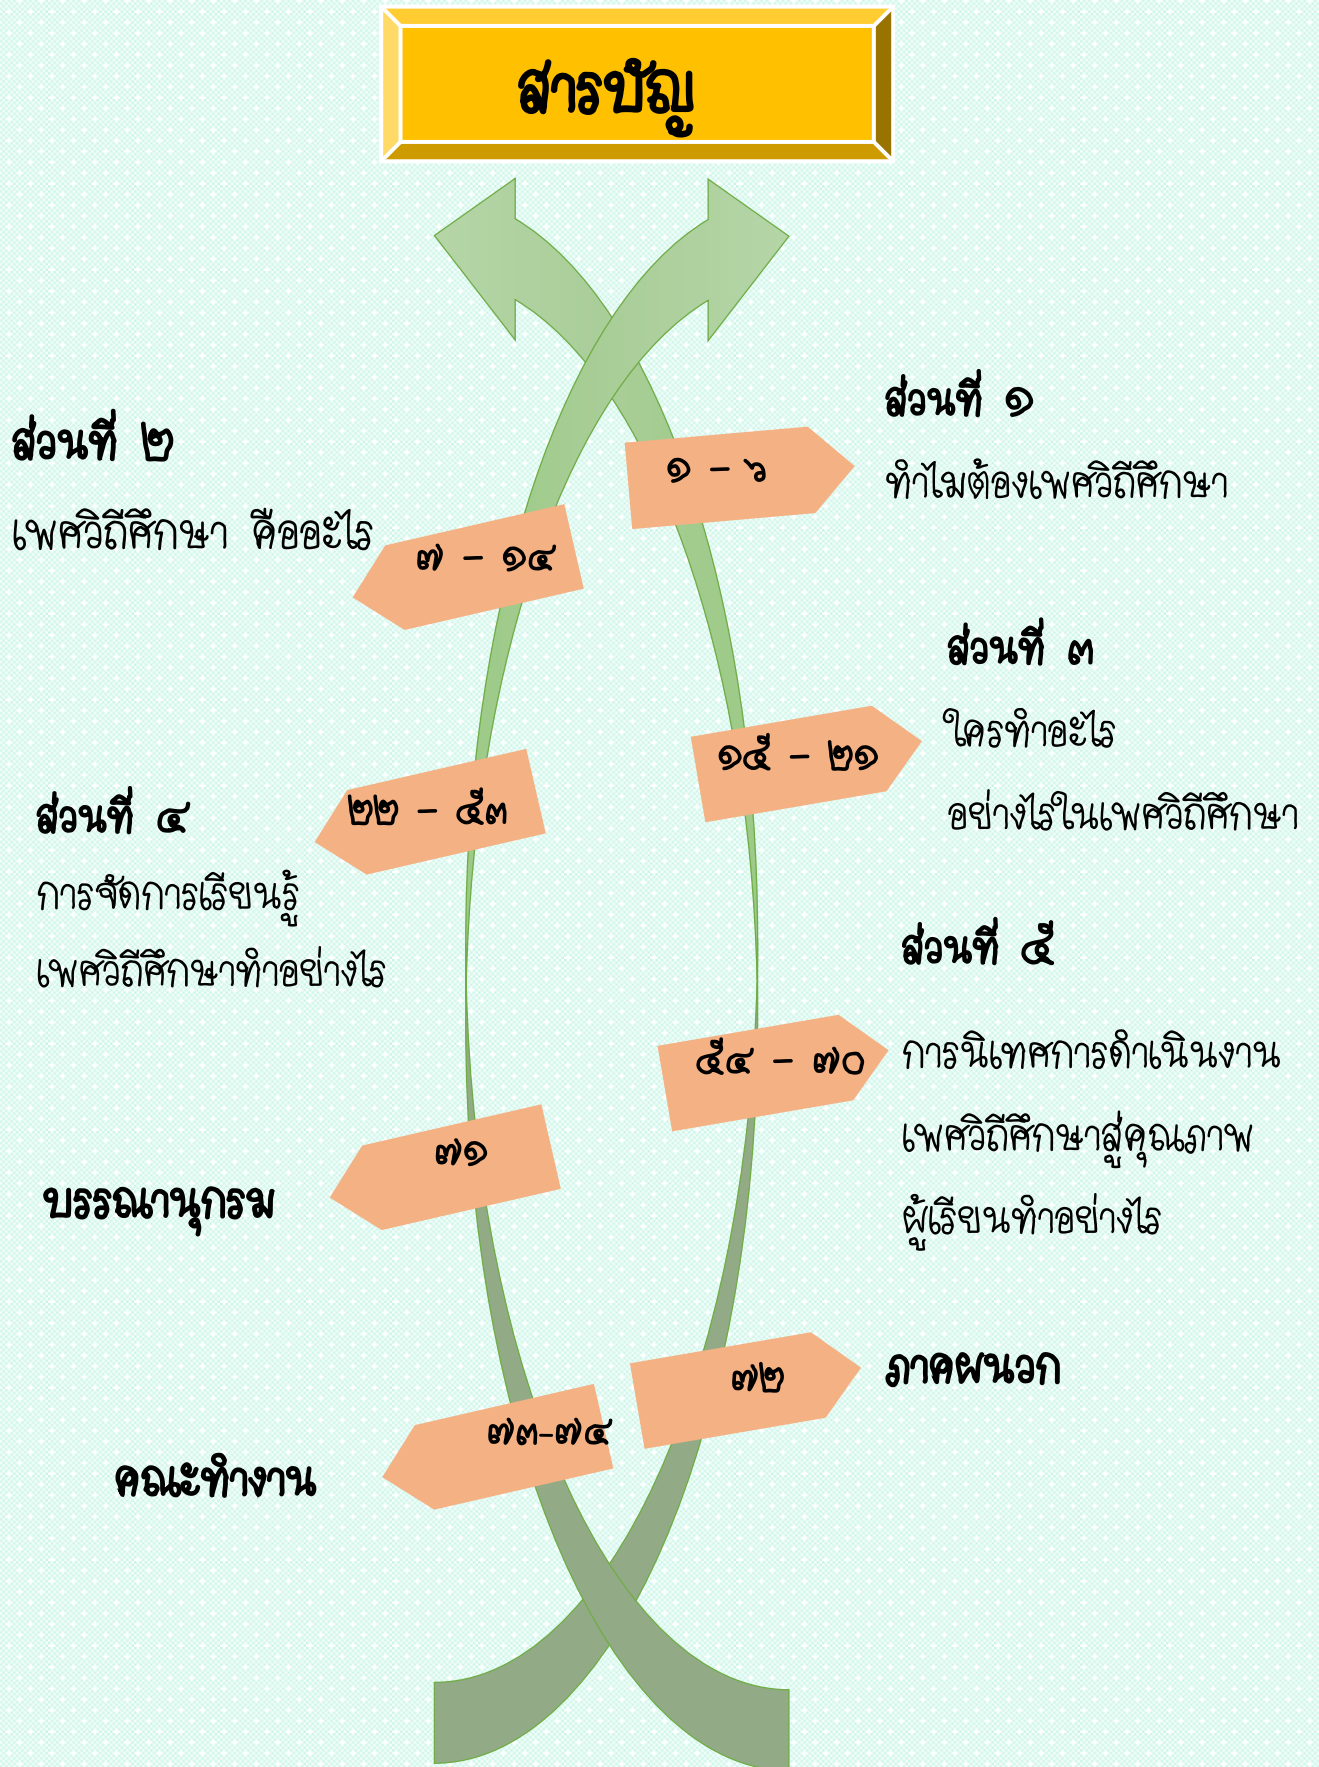 สารบัญ
ส่วนที่ ๑
๑ - ๖
ทำไมต้องเพศวิถีศึกษา
ส่วนที่ ๒
เพศวิถีศึกษา คืออะไร
๗ - ๑๔
ส่วนที่ ๓
ใครทำอะไร
๑๕ - ๒๑
อย่างไรในเพศวิถีศึกษา
ส่วนที่ ๔
๒๒ - ๕๓
การจัดการเรียนรู้
เพศวิถีศึกษาทำอย่างไร
ส่วนที่ ๕
๕๔ - ๗๐
การนิเทศการดำเนินงาน
เพศวิถีศึกษาสู่คุณภาพ
ผู้เรียนทำอย่างไร
๗๑
บรรณานุกรม
๗๒
ภาคผนวก
๗๓-๗๔
คณะทำงาน